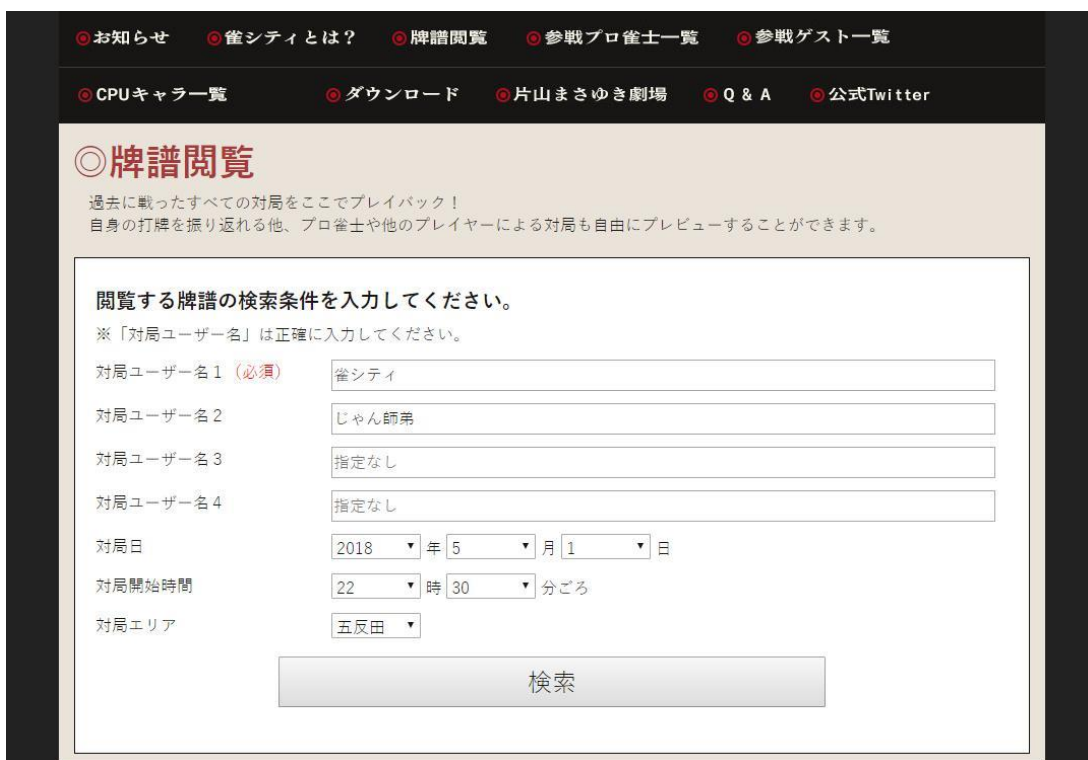 ◎お知らせ ◎雀シティとは？ ◎牌譜閲覧 ◎参戦プロ雀士一覧 ◎参戦ゲスト一覧
◎CPUキャラ一覧 ◎ダウンロード ◎片山まさゆき劇場 ◎Q & A ◎公式Twitter
◎牌譜閲覧
過去に戦ったすべての対局をここでプレイバック！
自身の打牌を振り返れる他、プロ雀士や他のプレイヤーによる対局も自由にプレビューすることができます。
閲覧する牌譜の検索条件を入力してください。
※「対局ユーザー名」は正確に入力してください。
対局ユーザー名１（必須） 雀シティ
対局ユーザー名２ じゃん師弟
対局ユーザー名３ 指定なし
対局ユーザー名４ 指定なし
対局日 2018 年 5 月 1 日
対局開始時間 22 時 30 分ごろ
対局エリア 五反田
検索